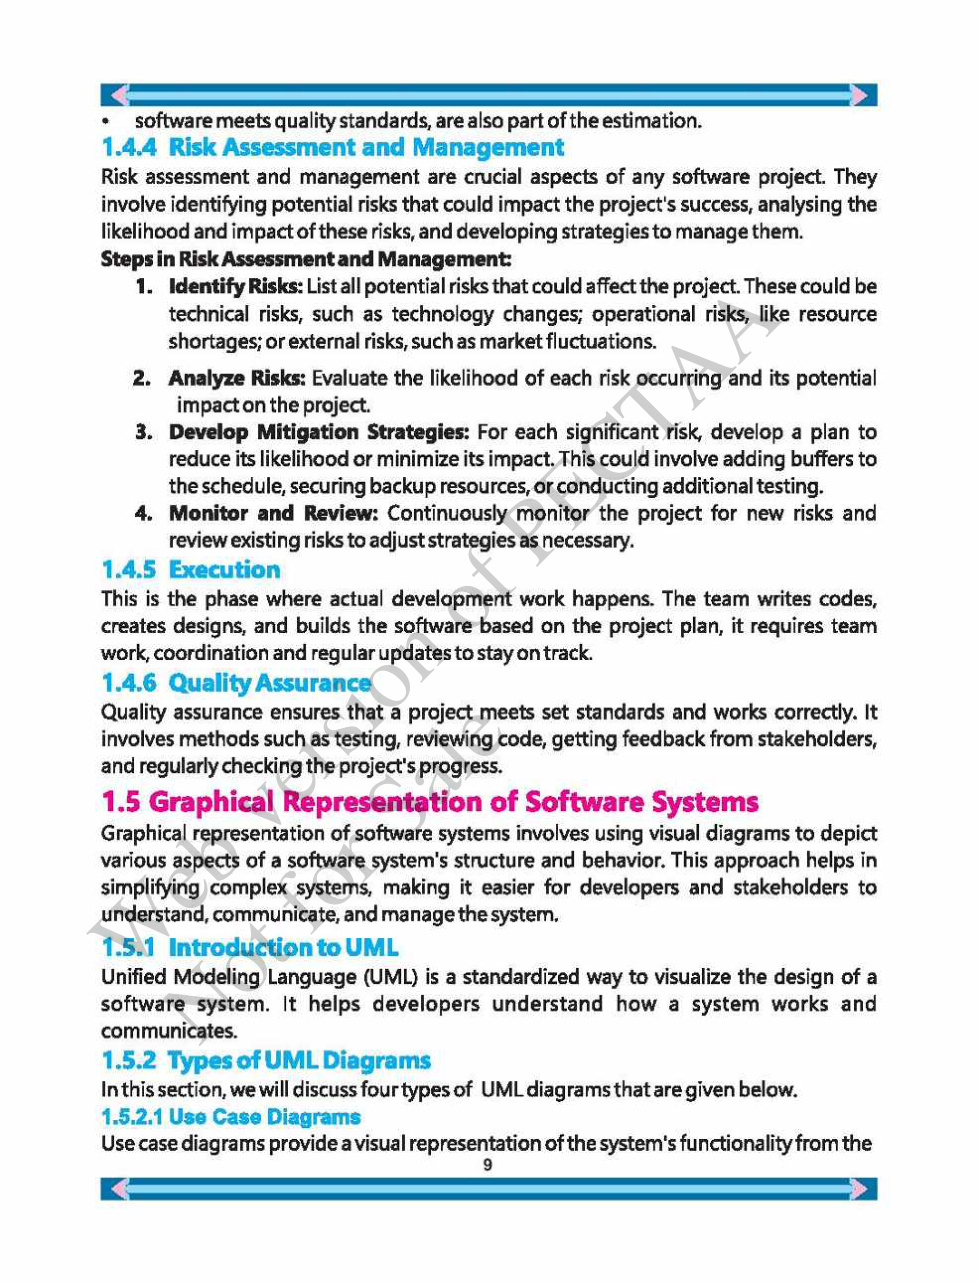 • software meets quality standards, are also part of the estimation.
1.4.4 Risk Assessment and Management
Risk assessment and management are crucial aspects of any software project. They
involve identifying potential risks that could impact the project's success, analysing the
likelihood and impact of these risks, and developing strategies to manage them.
Steps in Risk Assessment and Management:
1. Identify Risks: List all potential risks that could affect the project. These could be
technical risks, such as technology changes; operational risks, like resource
shortages; or external risks, such as market fluctuations.
2. Analyze Risks: Evaluate the likelihood of each risk occurring and its potential
impact on the project.
3. Develop Mitigation Strategies: For each significant risk, develop a plan to
reduce its likelihood or minimize its impact. This could involve adding buffers to
the schedule, securing backup resources, or conducting additional testing.
4. Monitor and Review: Continuously monitor the project for new risks and
review existing risks to adjust strategies as necessary.
1.4.5 Execution
This is the phase where actual development work happens. The team writes codes,
creates designs, and builds the software based on the project plan, it requires team
work, coordination and regular updates to stay on track.
1.4.6 Quality Assurance
Quality assurance ensures that a project meets set standards and works correctly. It
involves methods such as testing, reviewing code, getting feedback from stakeholders,
and regularly checking the project's progress.
1.5 Graphical Representation of Software Systems
Graphical representation of software systems involves using visual diagrams to depict
various aspects of a software system's structure and behavior. This approach helps in
simplifying complex systems, making it easier for developers and stakeholders to
understand, communicate, and manage the system.
1.5.1 Introduction to UML
Unified Modeling Language (UML) is a standardized way to visualize the design of a
software system. It helps developers understand how a system works and
communicates.
1.5.2 Types of UML Diagrams
In this section, we will discuss four types of UML diagrams that are given below.
1.5.2.1 Use Case Diagrams
Use case diagrams provide a visual representation of the system's functionality from the
9
Web version of PECTAA
Not for Sale